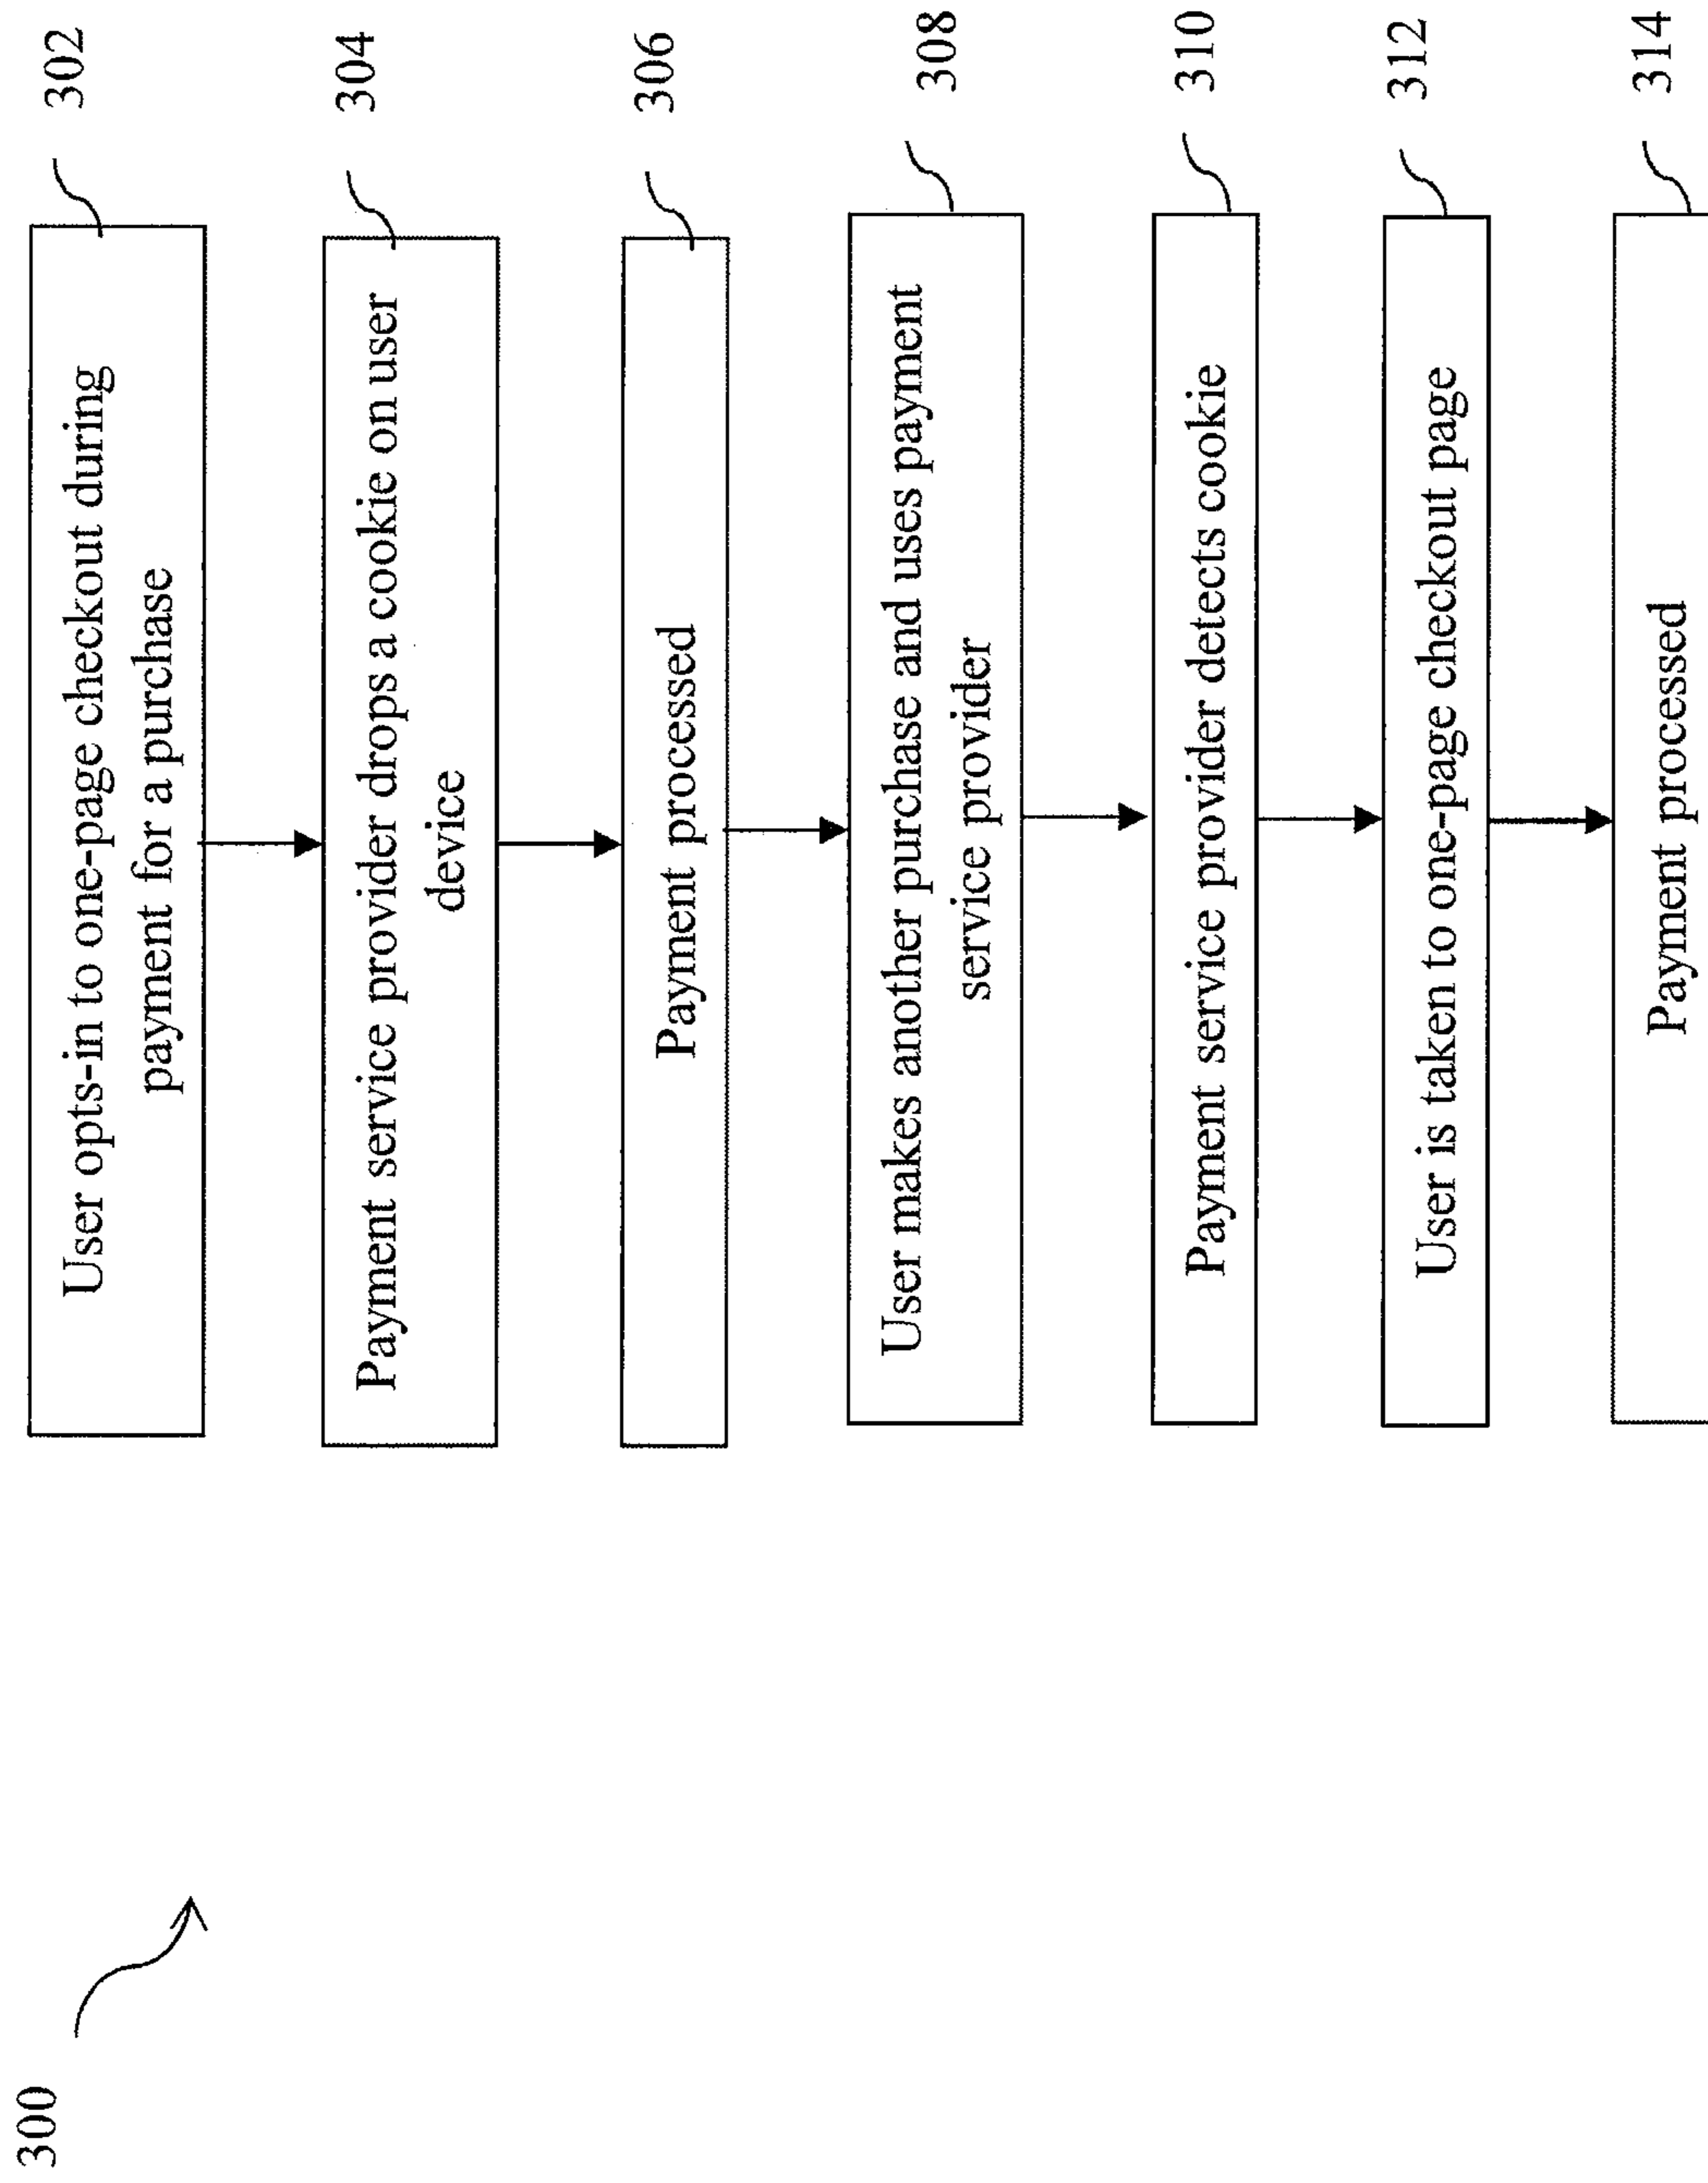 300
User opts-in to one-page checkout during
payment for a purchase
302
Payment service provider drops a cookie on user
device
304
Payment processed
306
User makes another purchase and uses payment
service provider
308
Payment service provider detects cookie
310
User is taken to one-page checkout page
312
Payment processed
314